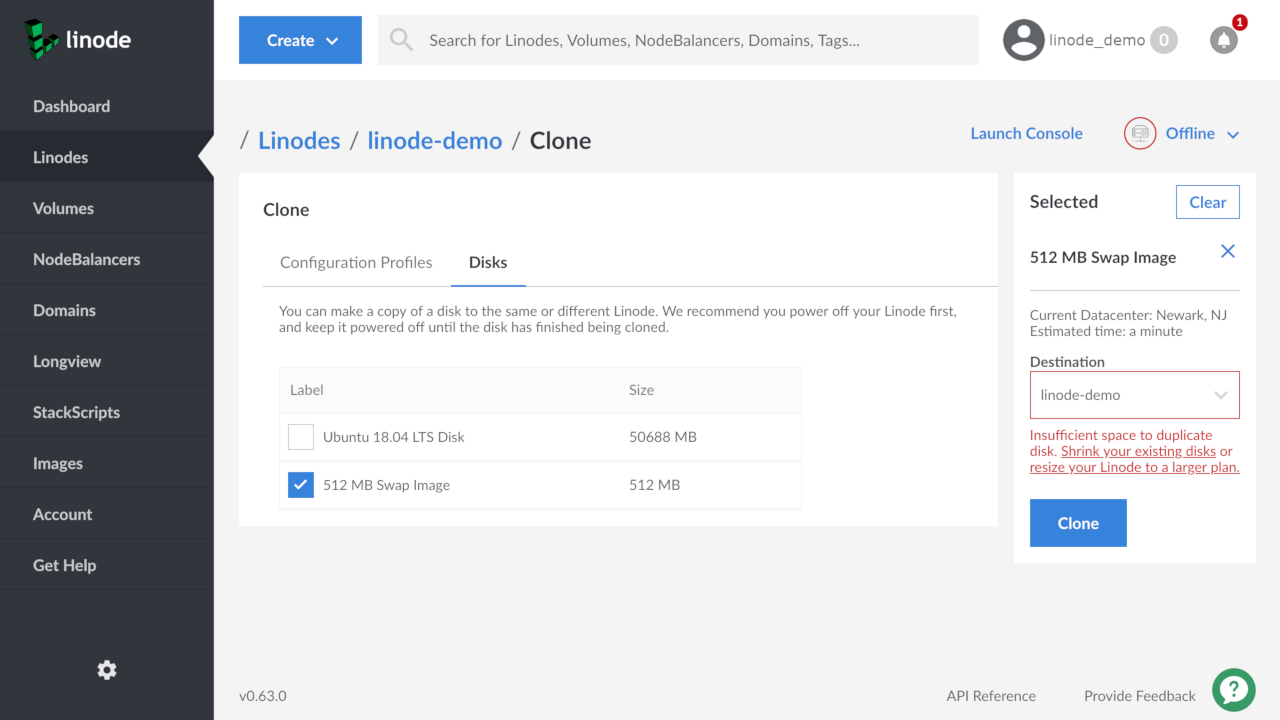 linode
Create
Search for Linodes, Volumes, NodeBalancers, Domains, Tags...
linode_demo
0
1
Dashboard
Linodes
Volumes
NodeBalancers
Domains
Longview
StackScripts
Images
Account
Get Help
/ Linodes / linode-demo / Clone
Launch Console
Offline
Clone
Configuration Profiles
Disks
You can make a copy of a disk to the same or different Linode. We recommend you power off your Linode first,
and keep it powered off until the disk has finished being cloned.
Label Size
Ubuntu 18.04 LTS Disk 50688 MB
512 MB Swap Image 512 MB
Selected
Clear
512 MB Swap Image
Current Datacenter: Newark, NJ
Estimated time: a minute
Destination
linode-demo
Insufficient space to duplicate
disk. Shrink your existing disks or
resize your Linode to a larger plan.
Clone
v0.63.0
API Reference
Provide Feedback
?